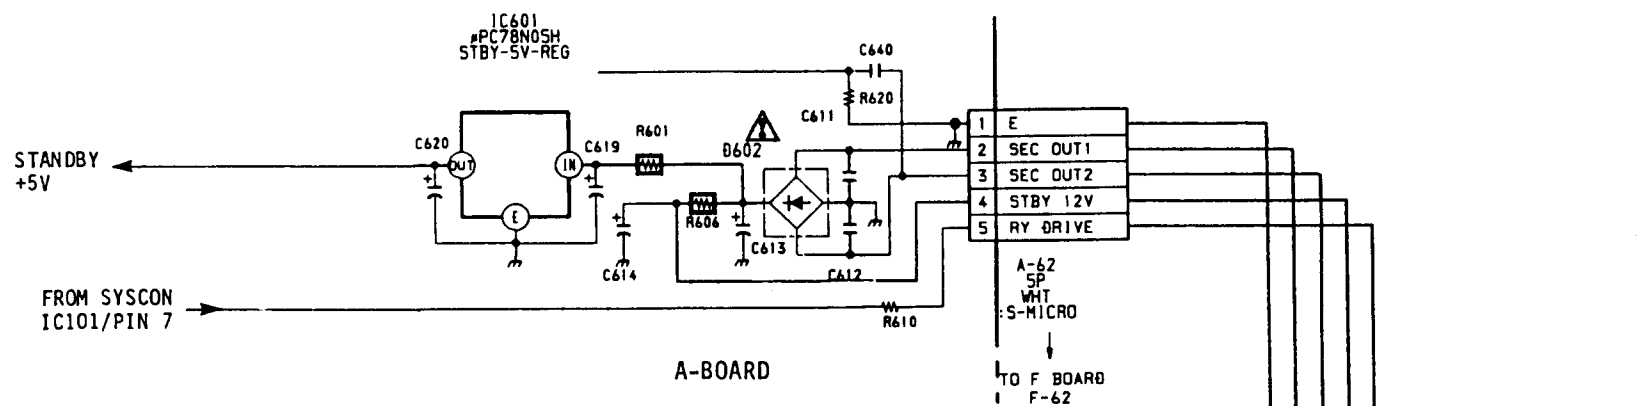 IC601
μPC78N05H
STBY-5V-REG
C640
R620
C611
R601
D602
C620
C619
OUT
IN
E
+
+
+
+
STANDBY
+5V
R606
C613
C614
C612
1 E
2 SEC OUT1
3 SEC OUT2
4 STBY 12V
5 RY DRIVE
A-62
5P
WHT
:S-MICRO
FROM SYSCON
IC101/PIN 7
R610
A-BOARD
TO F BOARD
F-62